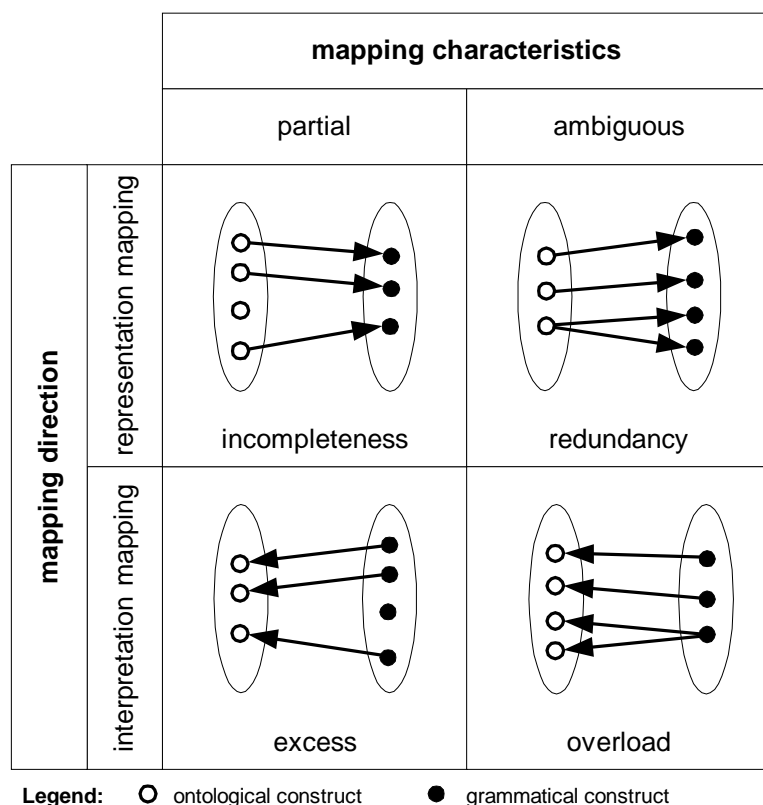 mapping characteristics
partial
ambiguous
mapping direction
representation mapping
incompleteness
redundancy
interpretation mapping
excess
overload
Legend: ontological construct grammatical construct